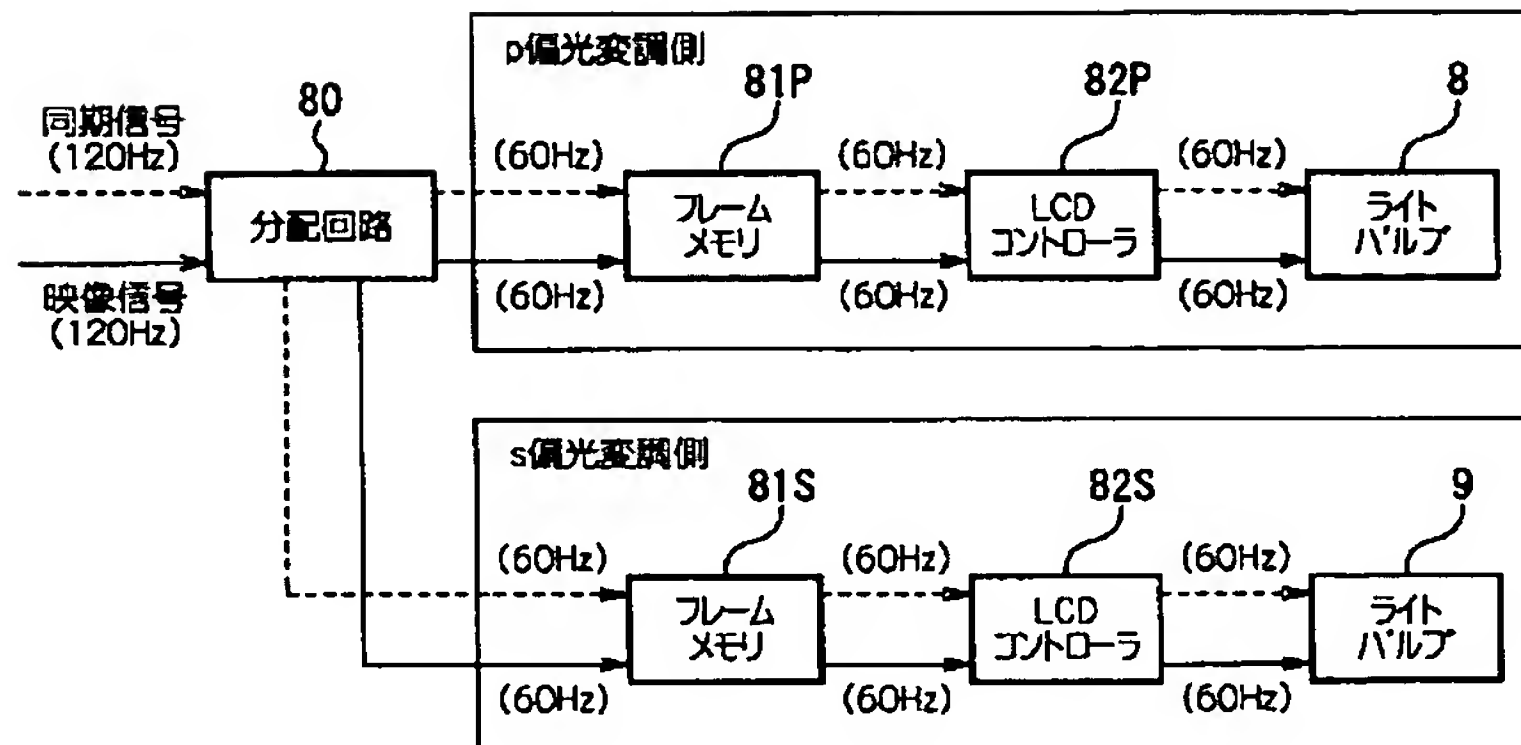 p偏光変調側
80
81P
82P
8
同期信号
(120Hz)
(60Hz)
(60Hz)
(60Hz)
分配回路
フレーム
メモリ
LCD
コントローラ
ライト
バルブ
映像信号
(120Hz)
(60Hz)
(60Hz)
(60Hz)
s偏光変調側
81S
82S
9
(60Hz)
(60Hz)
(60Hz)
フレーム
メモリ
LCD
コントローラ
ライト
バルブ
(60Hz)
(60Hz)
(60Hz)